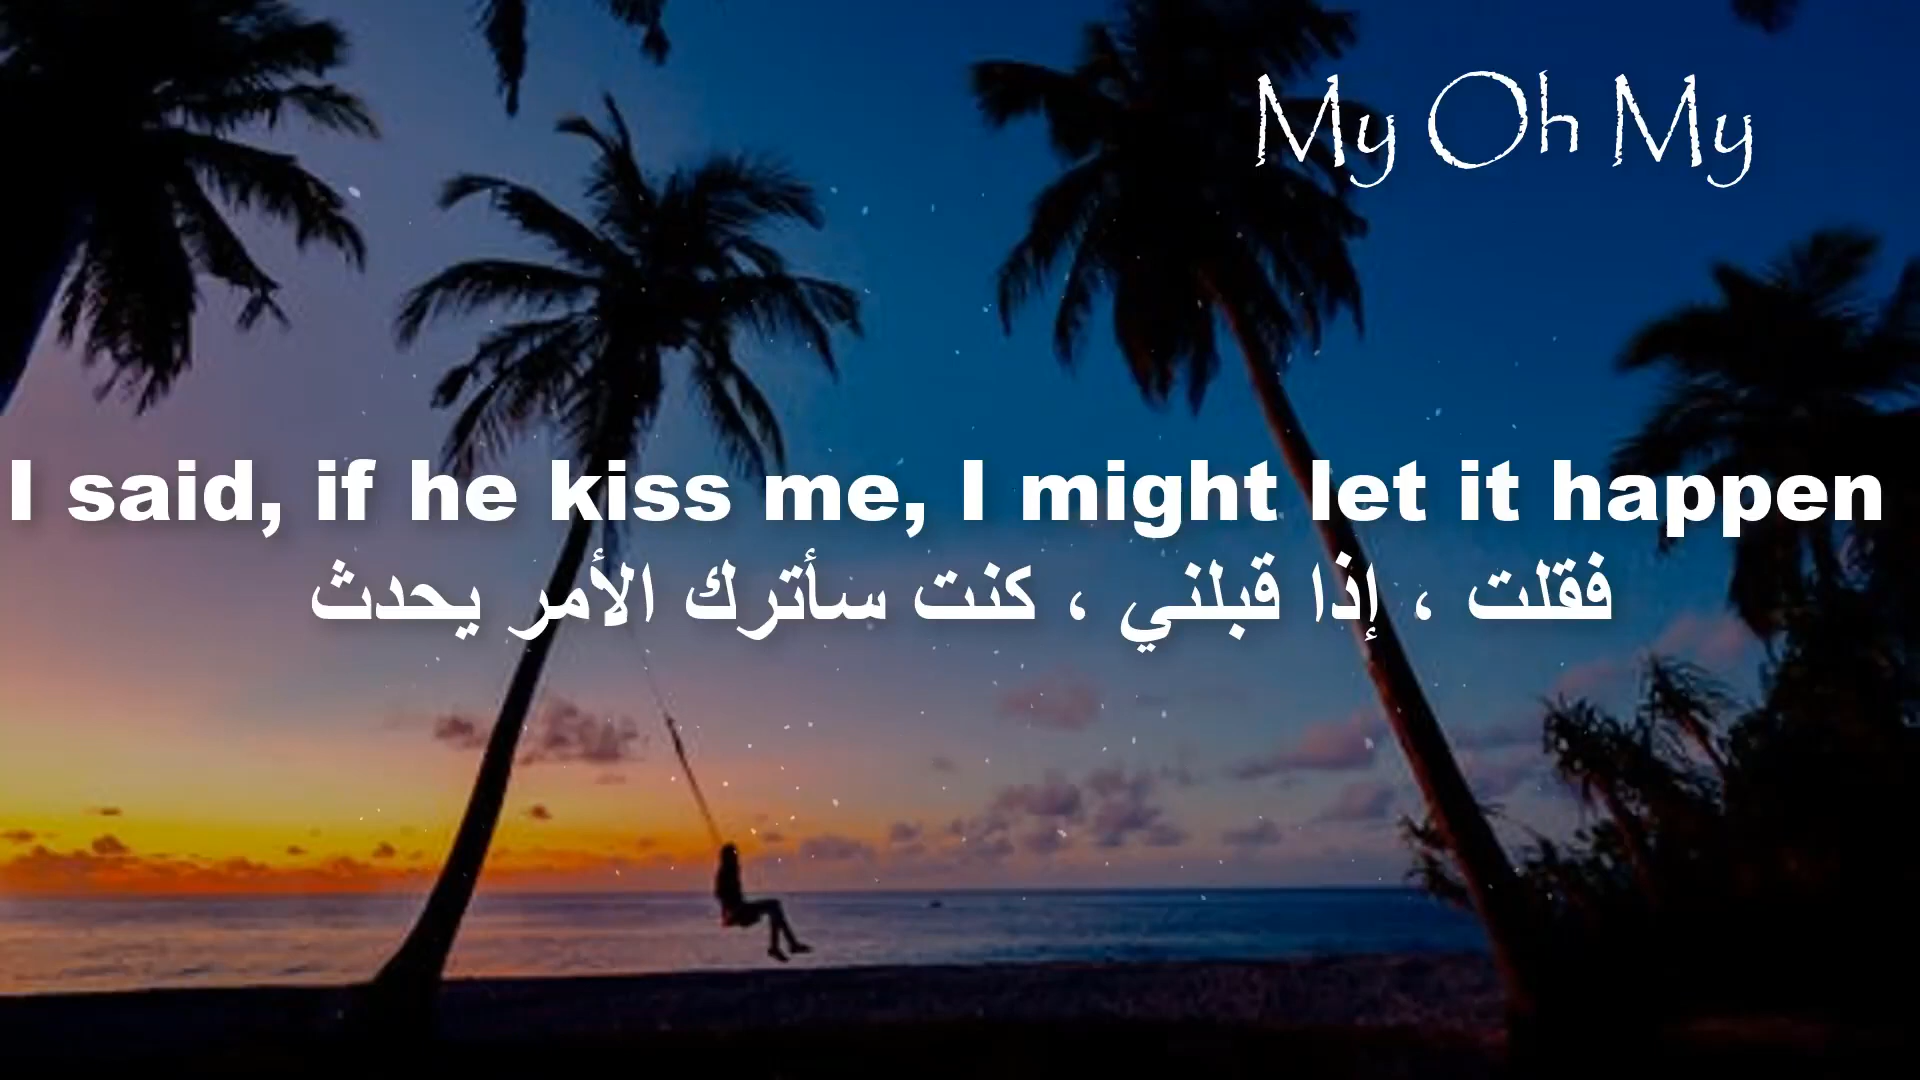 My Oh My
I said, if he kiss me, I might let it happen
فقلت ، إذا قبلني ، كنت سأترك الأمر يحدث